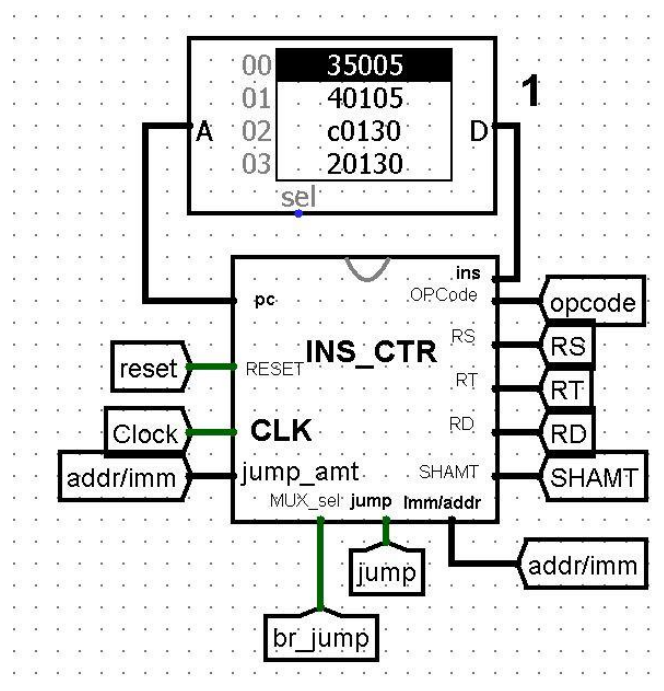 00 35005
01 40105
1
A 02 c0130 D
03 20130
sel
ins
pc
OPCode
opcode
RS
RS
INS_CTR
reset
RESET
RT
RT
Clock
CLK
RD
RD
addr/imm
jump_amt
SHAMT
SHAMT
MUX_sel
jump
Imm/addr
jump
addr/imm
br_jump